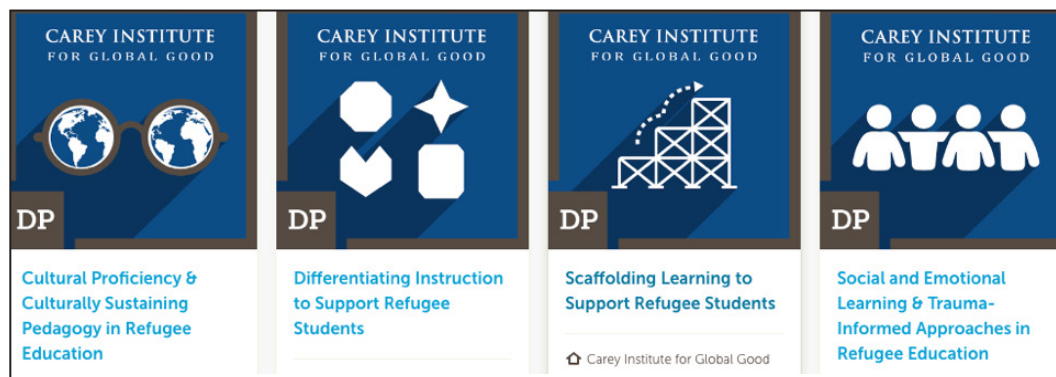 CAREY INSTITUTE
FOR GLOBAL GOOD
DP
Cultural Proficiency &
Culturally Sustaining
Pedagogy in Refugee
Education
CAREY INSTITUTE
FOR GLOBAL GOOD
DP
Differentiating Instruction
to Support Refugee
Students
CAREY INSTITUTE
FOR GLOBAL GOOD
DP
Scaffolding Learning to
Support Refugee Students
Carey Institute for Global Good
CAREY INSTITUTE
FOR GLOBAL GOOD
DP
Social and Emotional
Learning & Trauma-
Informed Approaches in
Refugee Education